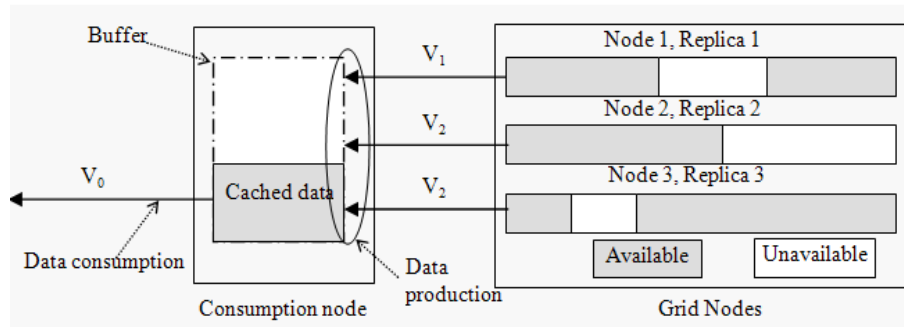 Buffer
Node 1, Replica 1
V1
Node 2, Replica 2
V2
Node 3, Replica 3
V2
V0
Cached data
Available
Unavailable
Data consumption
Data
production
Consumption node
Grid Nodes